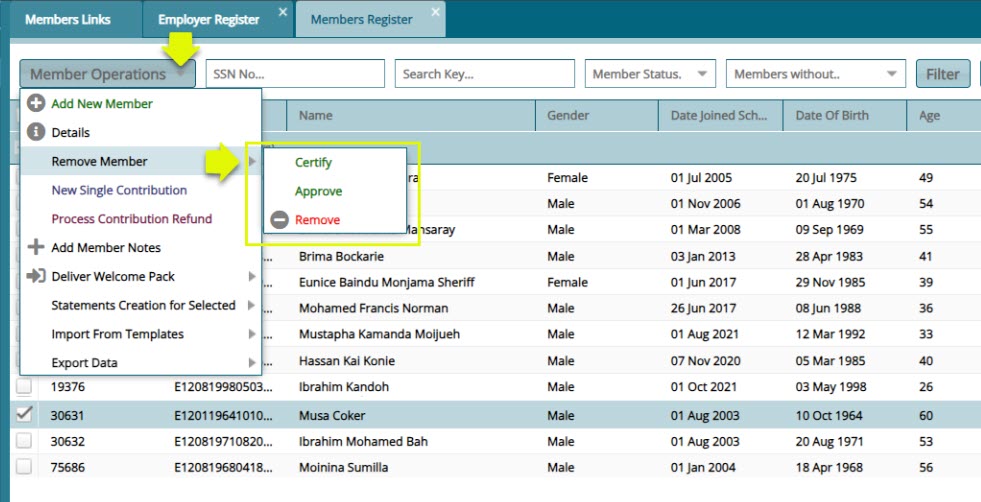 Members Links
Employer Register
Members Register
Member Operations SSN No... Search Key... Member Status. Members without.. Filter
Name Gender Date Joined Sch... Date Of Birth Age
Add New Member
Details
Remove Member
New Single Contribution
Process Contribution Refund
Add Member Notes
Deliver Welcome Pack
Statements Creation for Selected
Import From Templates
Export Data
Certify
Approve
Remove
Female 01 Jul 2005 20 Jul 1975 49
Male 01 Nov 2006 01 Aug 1970 54
Mansaray Male 01 Mar 2008 09 Sep 1969 55
Brima Bockarie Male 03 Jan 2013 28 Apr 1983 41
Eunice Baindu Monjama Sheriff Female 01 Jun 2017 29 Nov 1985 39
Mohamed Francis Norman Male 26 Jun 2017 08 Jun 1988 36
Mustapha Kamanda Moijueh Male 01 Aug 2021 12 Mar 1992 33
Hassan Kai Konie Male 07 Nov 2020 05 Mar 1985 40
19376 E120819980503... Ibrahim Kandoh Male 01 Oct 2021 03 May 1998 26
30631 E120119641010... Musa Coker Male 01 Aug 2003 10 Oct 1964 60
30632 E120819710820... Ibrahim Mohamed Bah Male 01 Aug 2003 20 Aug 1971 53
75686 E120819680418... Moinina Sumilla Male 01 Jan 2004 18 Apr 1968 56